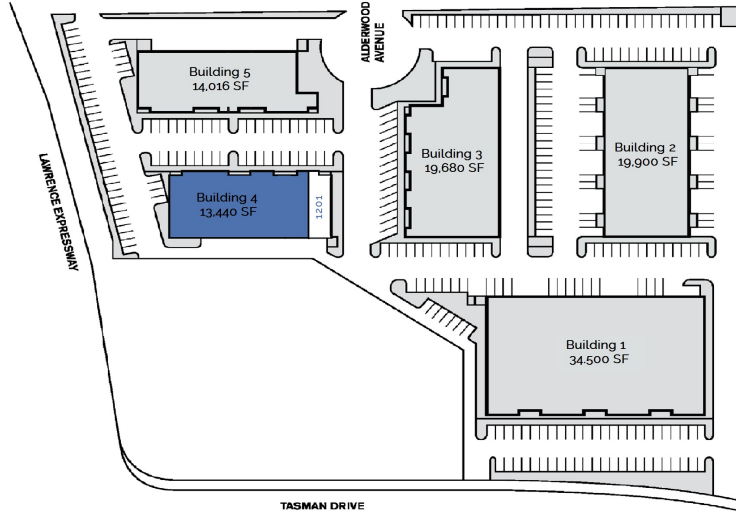 ALDERWOOD
AVENUE
Building 5
14,016 SF
Building 3
19,680 SF
Building 2
19,900 SF
LAWRENCE EXPRESSWAY
Building 4
13,440 SF
1201
Building 1
34,500 SF
TASMAN DRIVE